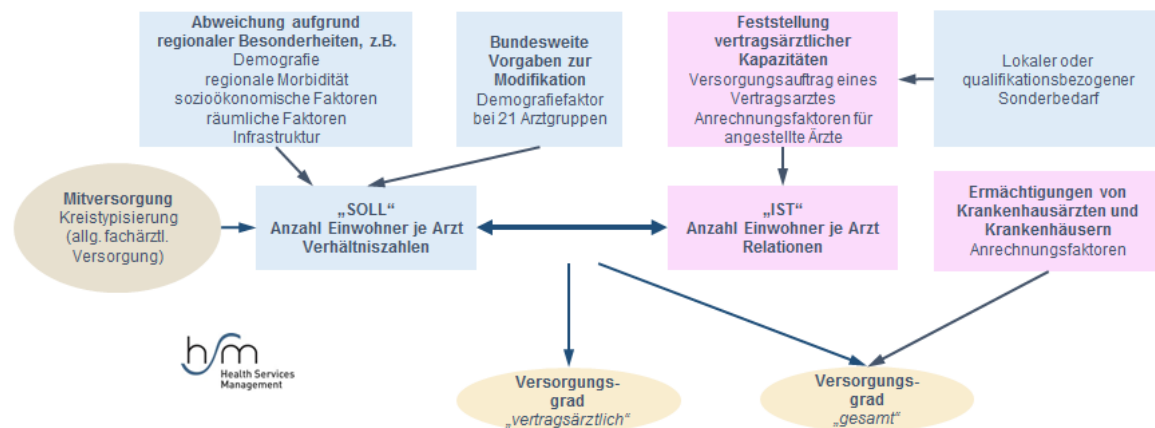 Abweichung aufgrund
regionaler Besonderheiten, z.B.
Demografie
regionale Morbidität
sozioökonomische Faktoren
räumliche Faktoren
Infrastruktur
Bundesweite
Vorgaben zur
Modifikation
Demografiefaktor
bei 21 Arztgruppen
Feststellung
vertragsärztlicher
Kapazitäten
Versorgungsauftrag eines
Vertragsarztes
Anrechnungsfaktoren für
angestellte Ärzte
Lokaler oder
qualifikationsbezogener
Sonderbedarf
Mitversorgung
Kreistypisierung
(allg. fachärztl.
Versorgung)
„SOLL“
Anzahl Einwohner je Arzt
Verhältniszahlen
„IST“
Anzahl Einwohner je Arzt
Relationen
Ermächtigungen von
Krankenhausärzten und
Krankenhäusern
Anrechnungsfaktoren
hsm
Health Services
Management
Versorgungs-
grad
„vertragsärztlich“
Versorgungs-
grad
„gesamt“